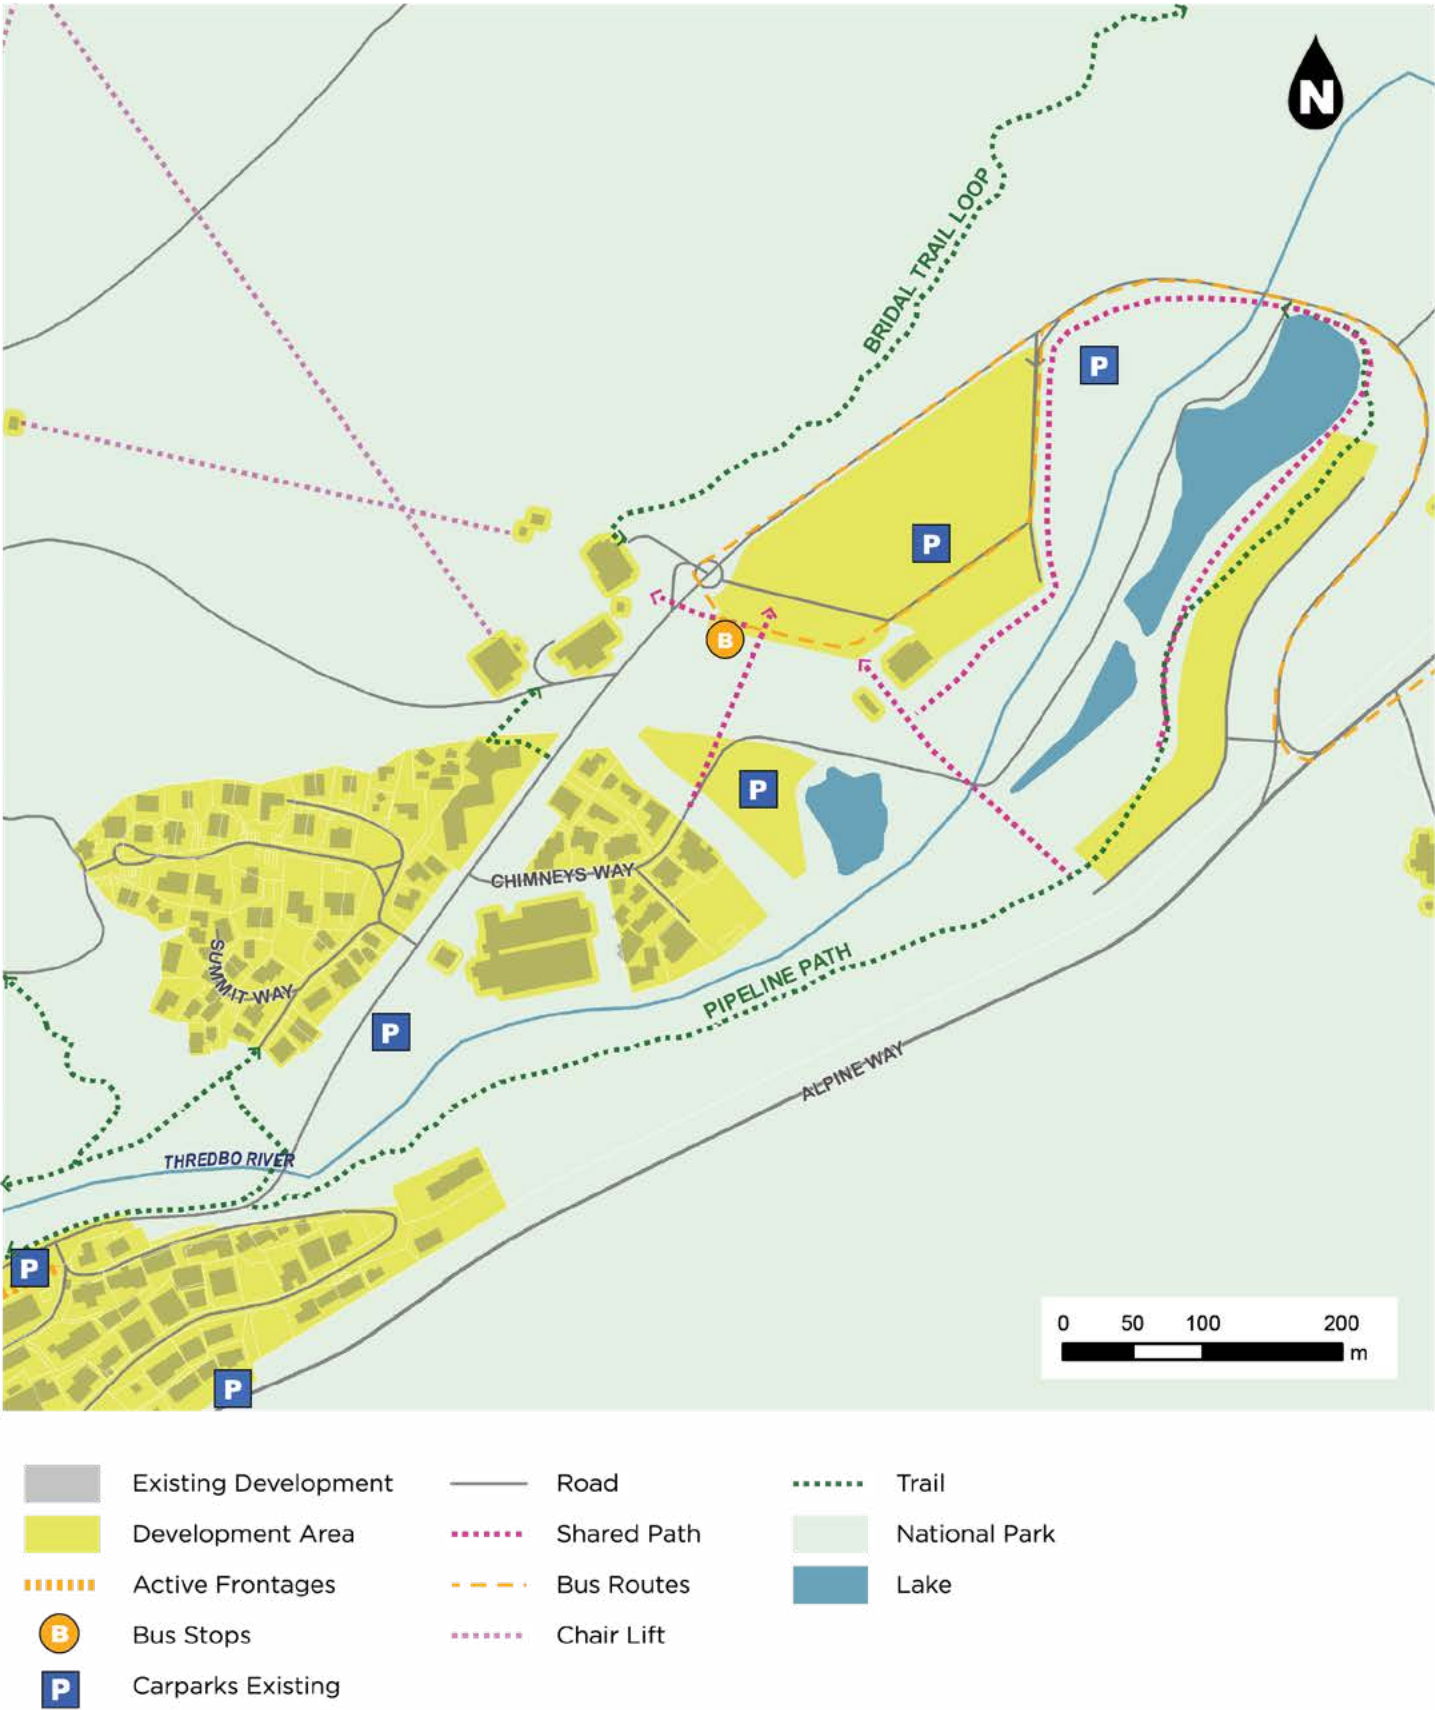 N
BRIDAL TRAIL LOOP
P
P
B
P
CHIMNEYS WAY
SUMMIT WAY
P
PIPELINE PATH
ALPINE WAY
THREDBO RIVER
P
P
0 50 100 200
m
Existing Development
Development Area
Active Frontages
B Bus Stops
P Carparks Existing
Road
Shared Path
Bus Routes
Chair Lift
Trail
National Park
Lake